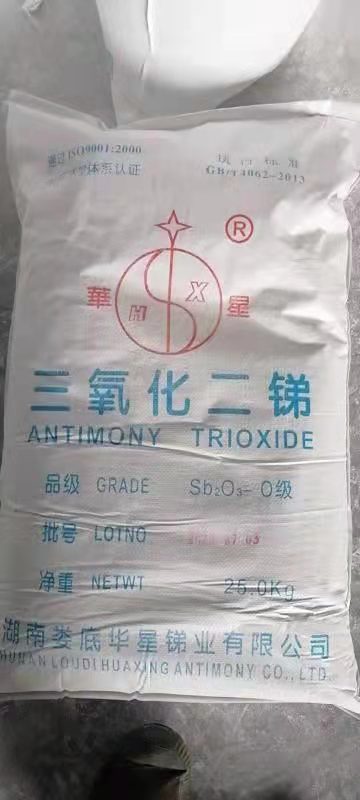 通过ISO9001:2000
体系认证
执行标准
GB/T4062-2013
®
華 H X 星
三氧化二锑
ANTIMONY TRIOXIDE
品级 GRADE Sb₂O₃-0级
批号 LOTNO
净重 NETWT 25.0Kg
湖南娄底华星锑业有限公司
HUNAN LOUDI HUAXING ANTIMONY CO., LTD